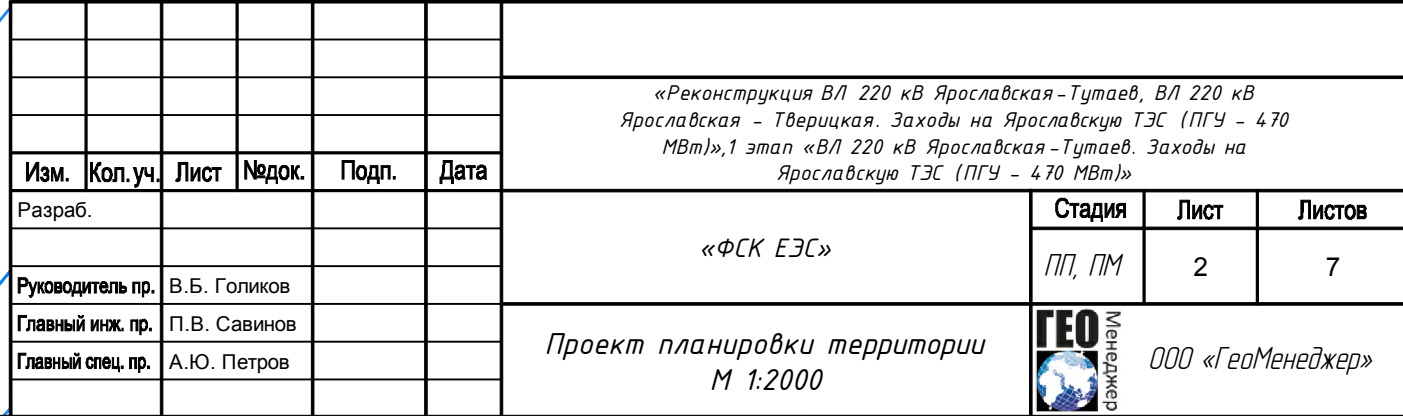 «Реконструкция ВЛ 220 кВ Ярославская-Тутаев, ВЛ 220 кВ
Ярославская - Тверицкая. Заходы на Ярославскую ТЭС (ПГУ - 470
МВт)»,1 этап «ВЛ 220 кВ Ярославская-Тутаев. Заходы на
Ярославскую ТЭС (ПГУ - 470 МВт)»
Изм. Кол.уч. Лист №док. Подп. Дата
Разраб.
«ФСК ЕЭС»
Стадия Лист Листов
ПП, ПМ 2 7
Руководитель пр. В.Б. Голиков
Главный инж. пр. П.В. Савинов
Главный спец. пр. А.Ю. Петров
Проект планировки территории
М 1:2000
ГЕО
Менеджер
ООО «ГеоМенеджер»